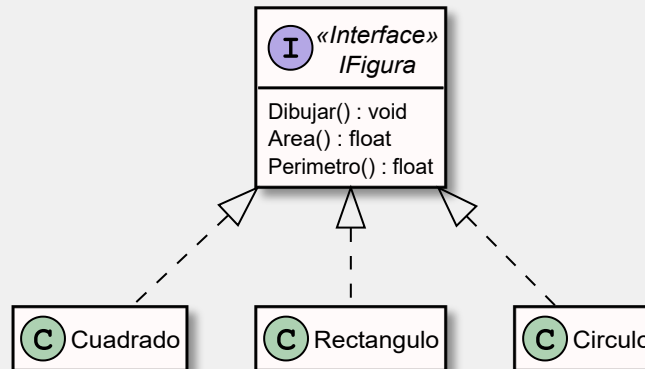 I «Interface»
IFigura
Dibujar() : void
Area() : float
Perimetro() : float
C Cuadrado
C Rectangulo
C Circulo